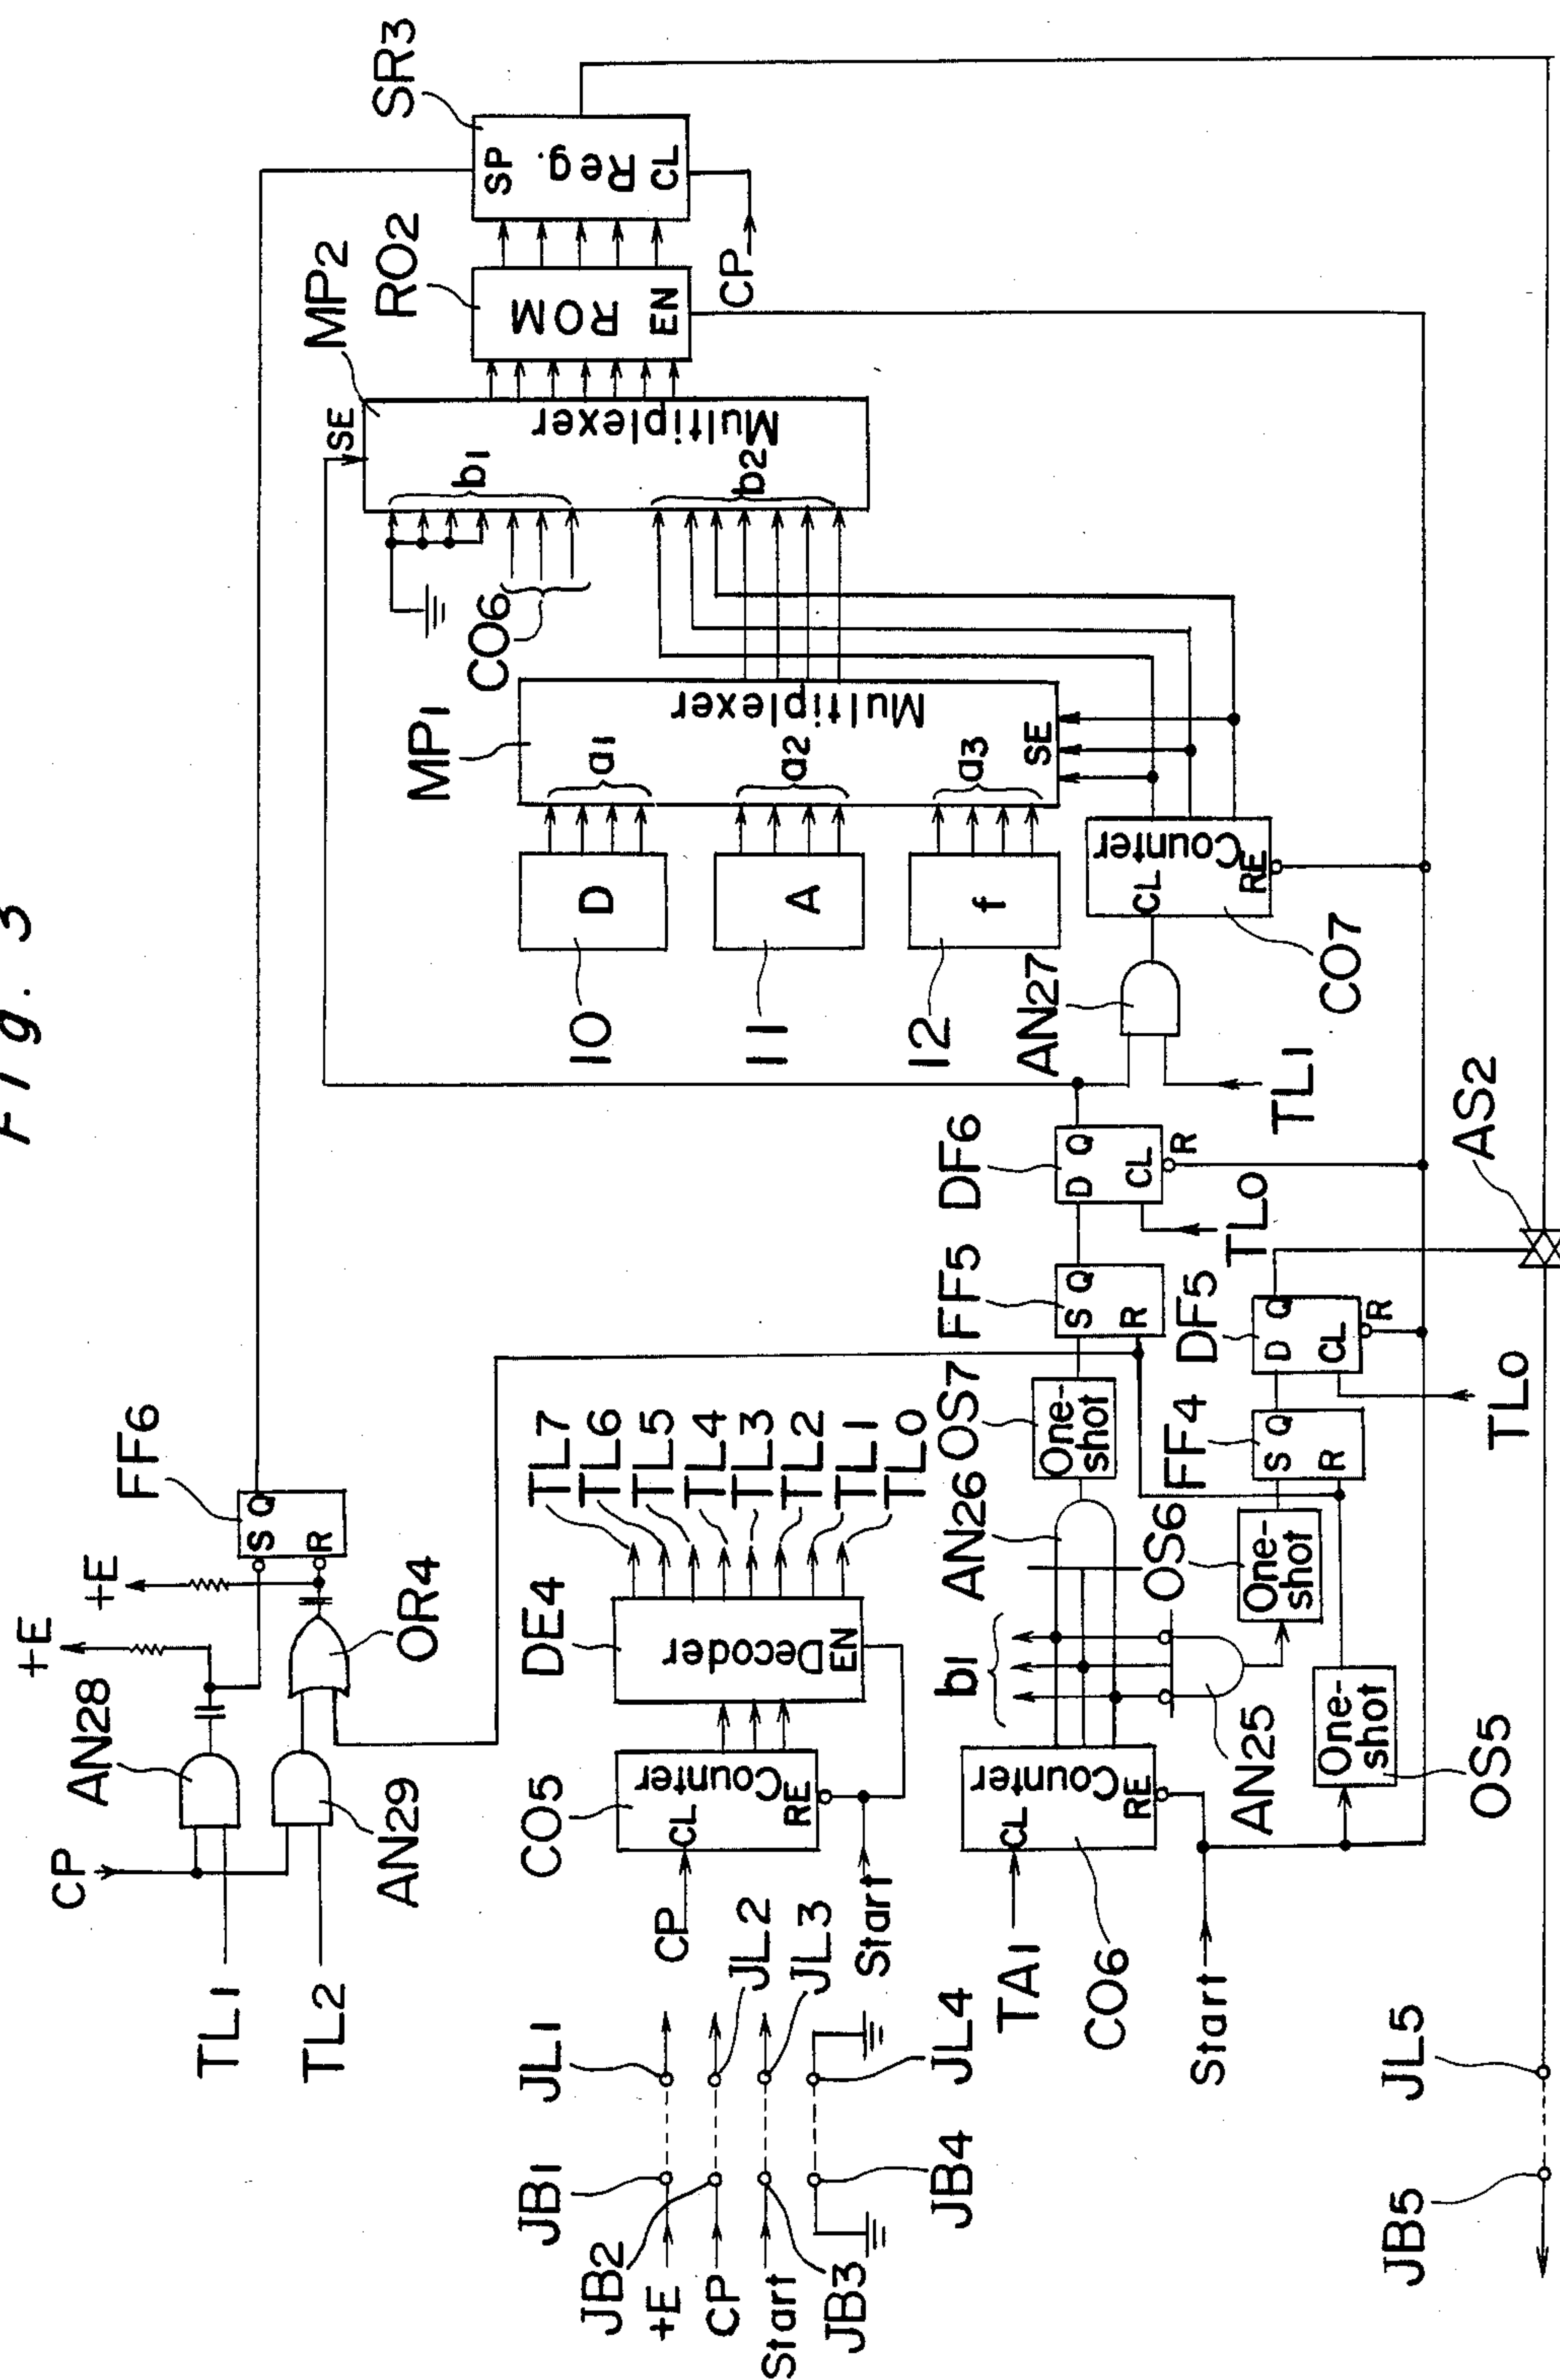 Fig. 3
SR3
SP
Reg.
CL
CP
RO2
ROM
EN
MP2
SE
Multiplexer
b1
b2
CO6
MP1
Multiplexer
a1
a2
a3
SE
D
A
f
10
11
12
Counter
CL
RE
CO7
AN27
TL1
DF6
D Q
CL
R
TL0
AS2
FF5
S Q
R
DF5
D Q
CL
R
TL0
FF6
S Q
R
+E
+E
OR4
AN28
AN29
CP
TL1
TL2
TL7
TL6
TL5
TL4
TL3
TL2
TL1
TL0
DE4
Decoder
EN
CO5
Counter
CL
RE
CP
Start
OS7
One-shot
AN26
FF4
S Q
R
OS6
One-shot
b1
AN25
One-shot
OS5
Counter
CL
RE
TA1
CO6
Start
JL1
JL2
JL3
JL4
JB1
JB2
JB3
JB4
+E
CP
Start
JL5
JB5